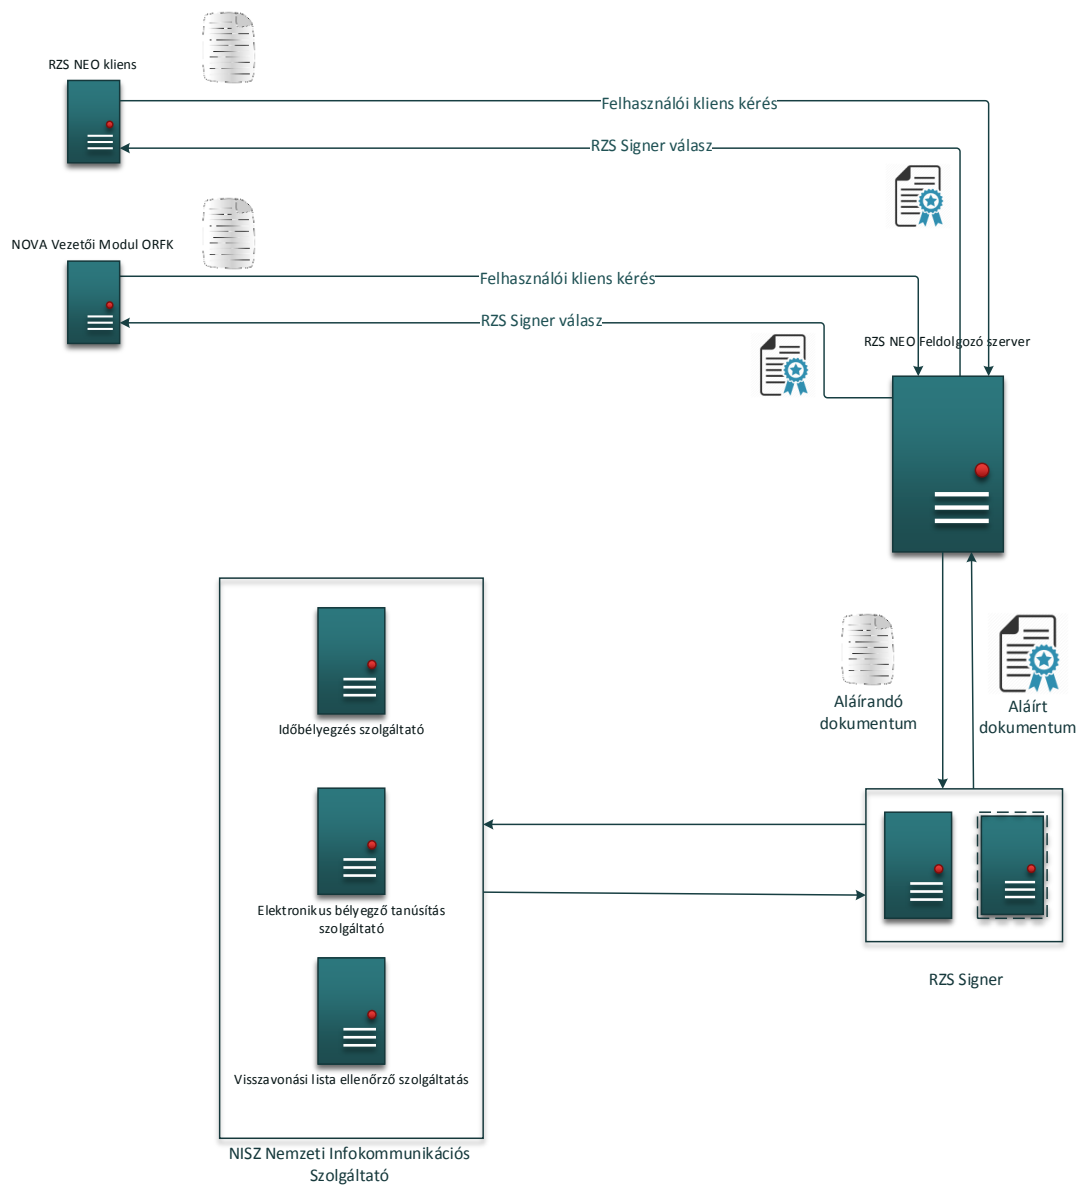 RZS NEO kliens
Felhasználói kliens kérés
RZS Signer válasz
NOVA Vezetői Modul ORFK
Felhasználói kliens kérés
RZS Signer válasz
RZS NEO Feldolgozó szerver
Aláírandó
dokumentum
Aláírt
dokumentum
Időbélyegzés szolgáltató
Elektronikus bélyegző tanúsítás
szolgáltató
Visszavonási lista ellenőrző szolgáltatás
RZS Signer
NISZ Nemzeti Infokommunikációs
Szolgáltató